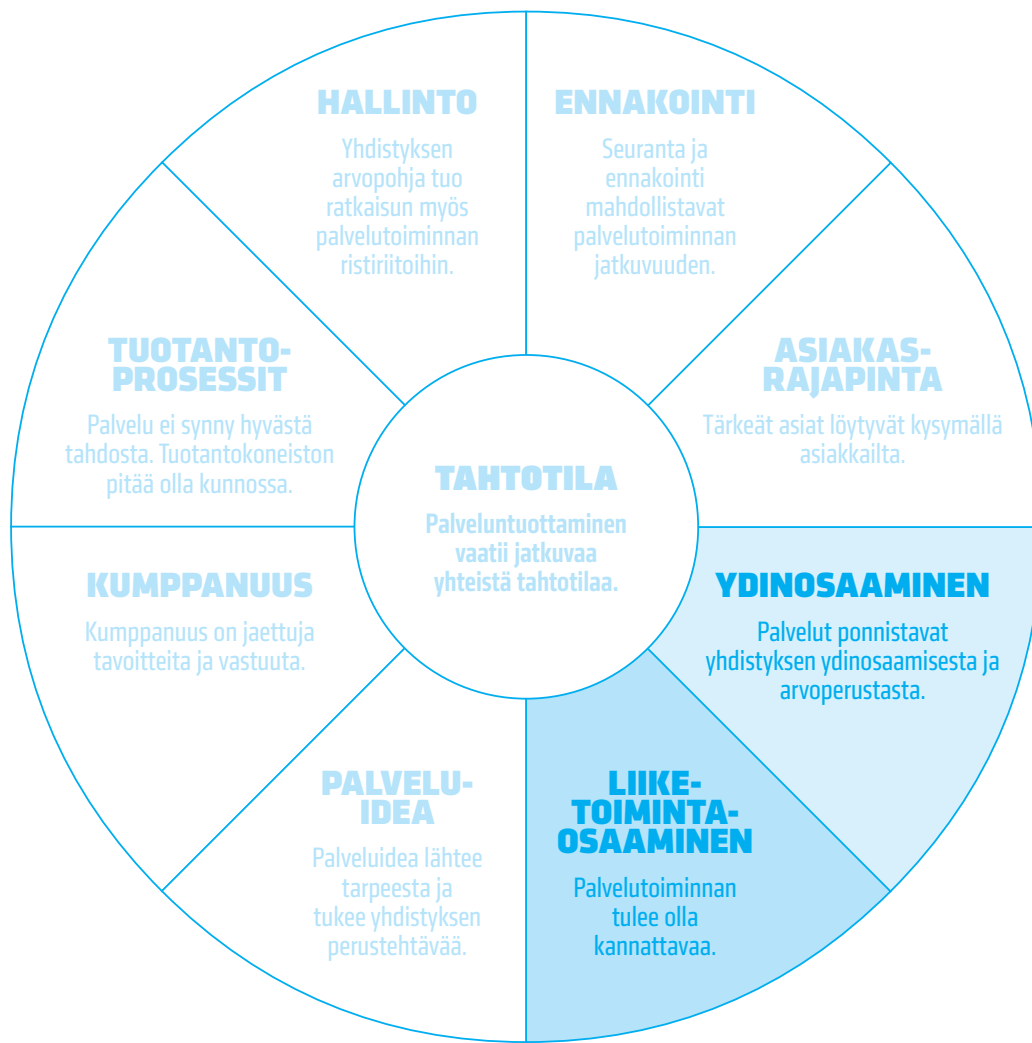 HALLINTO
Yhdistyksen
arvopohja tuo
ratkaisun myös
palvelutoiminnan
ristiriitoihin.
ENNAKOINTI
Seuranta ja
ennakointi
mahdollistavat
palvelutoiminnan
jatkuvuuden.
TUOTANTO-
PROSESSIT
Palvelu ei synny hyvästä
tahdosta. Tuotantokoneiston
pitää olla kunnossa.
ASIAKAS-
RAJAPINTA
Tärkeät asiat löytyvät kysymällä
asiakkailta.
TAHTOTILA
Palveluntuottaminen
vaatii jatkuvaa
yhteistä tahtotilaa.
KUMPPANUUS
Kumppanuus on jaettuja
tavoitteita ja vastuuta.
YDINOSAAMINEN
Palvelut ponnistavat
yhdistyksen ydinosaamisesta ja
arvoperustasta.
PALVELU-
IDEA
Palveluidea lähtee
tarpeesta ja
tukee yhdistyksen
perustehtävää.
LIIKE-
TOIMINTA-
OSAAMINEN
Palvelutoiminnan
tulee olla
kannattavaa.